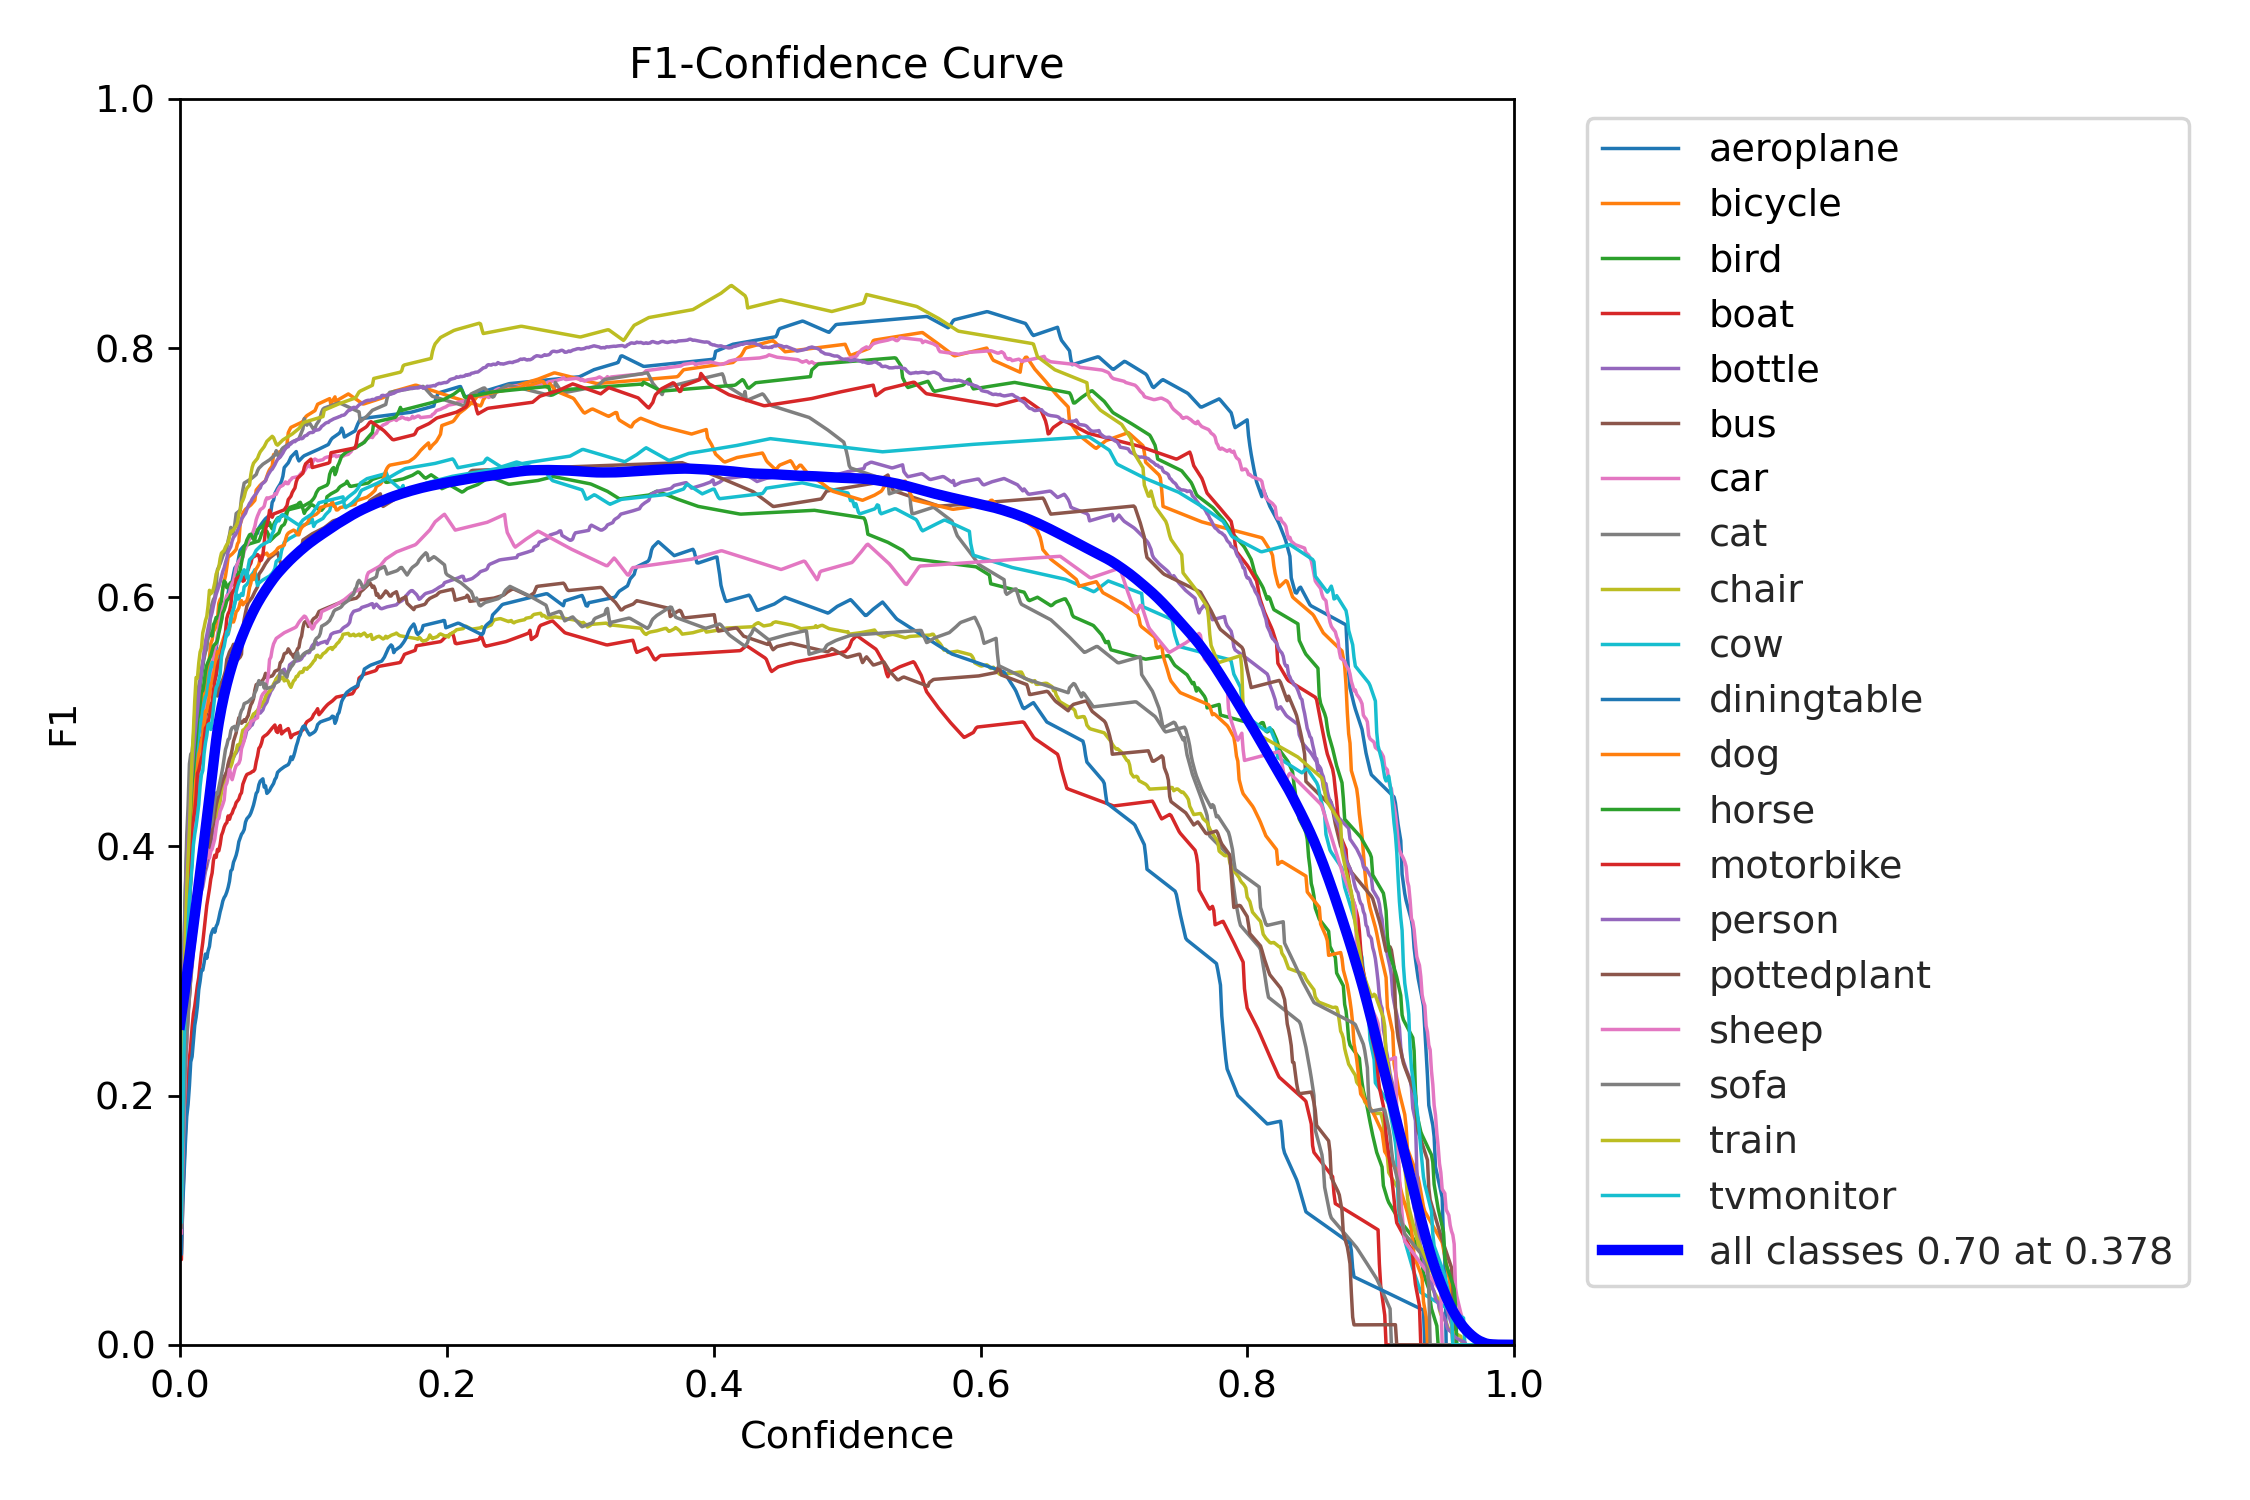 F1-Confidence Curve
1.0
0.8
0.6
0.4
0.2
0.0
F1
0.0 0.2 0.4 0.6 0.8 1.0
Confidence
aeroplane
bicycle
bird
boat
bottle
bus
car
cat
chair
cow
diningtable
dog
horse
motorbike
person
pottedplant
sheep
sofa
train
tvmonitor
all classes 0.70 at 0.378